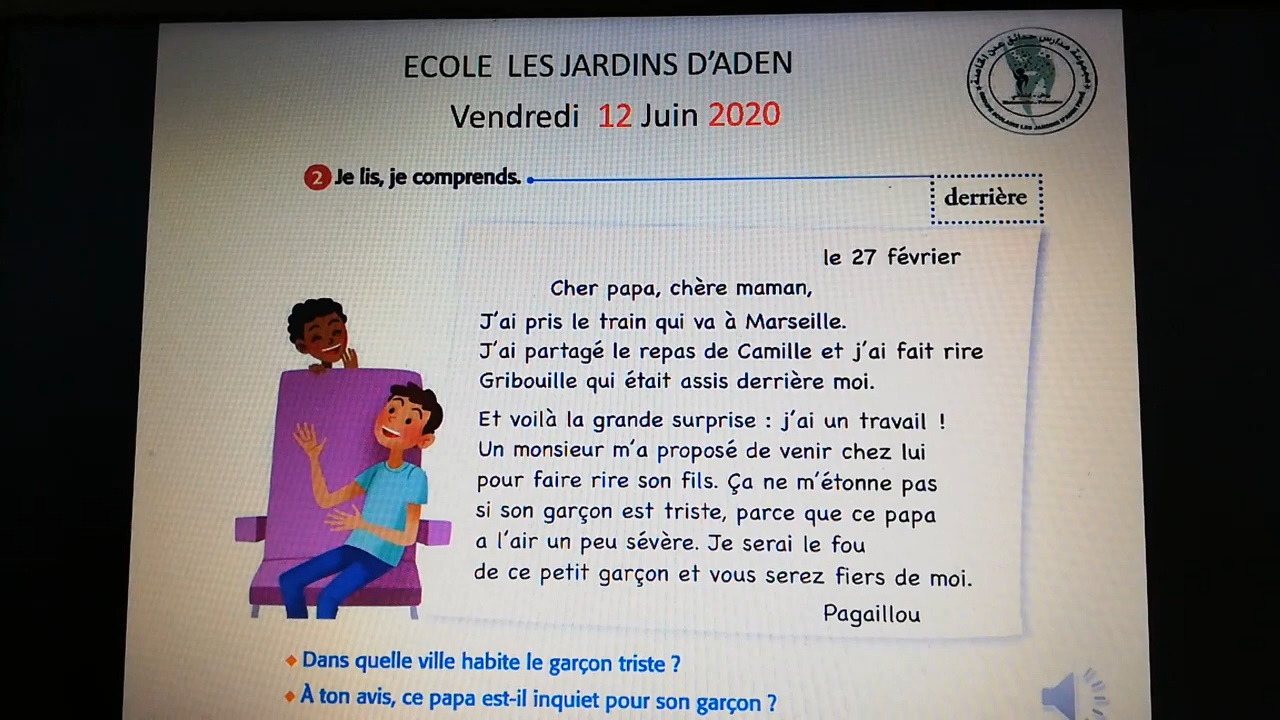 ECOLE LES JARDINS D'ADEN
Vendredi 12 Juin 2020
2 Je lis, je comprends.
derrière
le 27 février
Cher papa, chère maman,
J'ai pris le train qui va à Marseille.
J'ai partagé le repas de Camille et j'ai fait rire
Gribouille qui était assis derrière moi.
Et voilà la grande surprise : j'ai un travail !
Un monsieur m'a proposé de venir chez lui
pour faire rire son fils. Ça ne m'étonne pas
si son garçon est triste, parce que ce papa
a l'air un peu sévère. Je serai le fou
de ce petit garçon et vous serez fiers de moi.
Pagaillou
Dans quelle ville habite le garçon triste ?
À ton avis, ce papa est-il inquiet pour son garçon ?